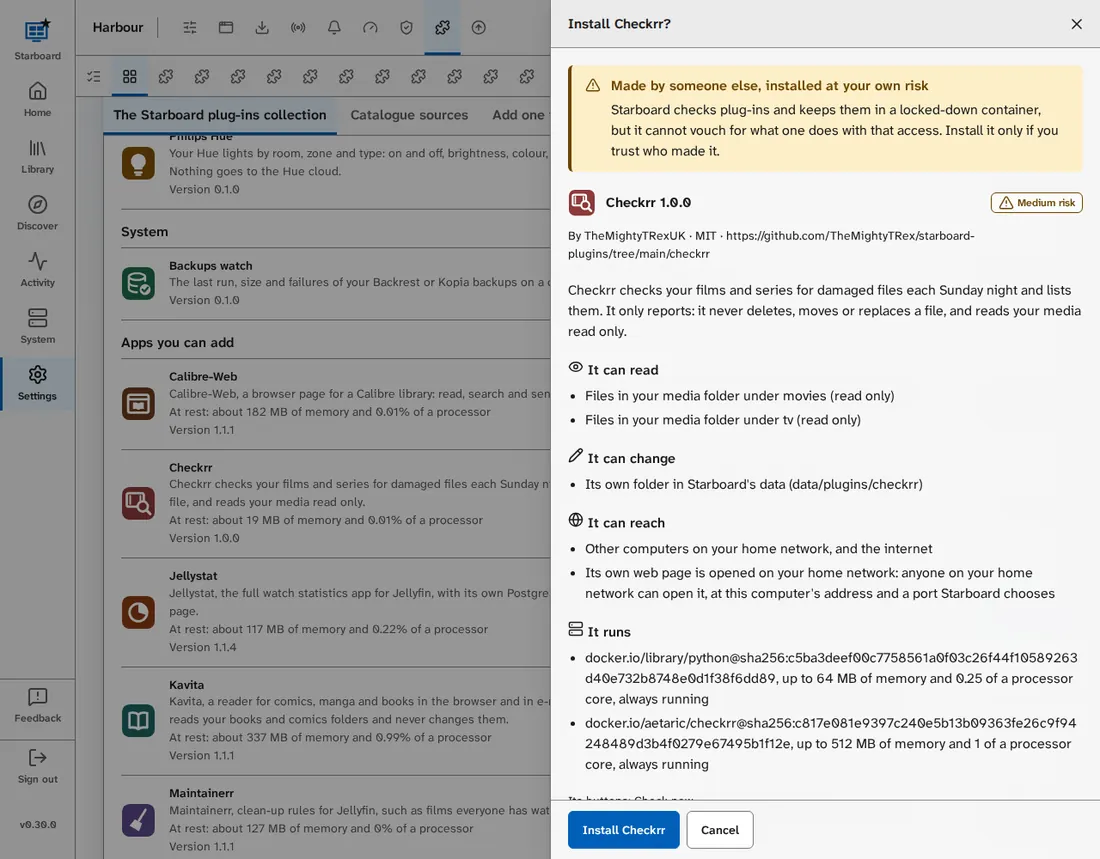 Starboard
Home
Library
Discover
Activity
System
Settings
Feedback
Sign out
v0.30.0
Harbour
The Starboard plug-ins collection
Catalogue sources
Add one
Philips Hue
Your Hue lights by room, zone and type: on and off, brightness, colour,
Nothing goes to the Hue cloud.
Version 0.1.0
System
Backups watch
The last run, size and failures of your Backrest or Kopia backups on a
Version 0.1.0
Apps you can add
Calibre-Web
Calibre-Web, a browser page for a Calibre library: read, search and
At rest: about 182 MB of memory and 0.01% of a processor
Version 1.1.1
Checkrr
Checkrr checks your films and series for damaged files each Sunday
file, and reads your media read only.
At rest: about 19 MB of memory and 0.01% of a processor
Version 1.0.0
Jellystat
Jellystat, the full watch statistics app for Jellyfin, with its own Postgre
page.
At rest: about 117 MB of memory and 0.22% of a processor
Version 1.1.4
Kavita
Kavita, a reader for comics, manga and books in the browser and in
reads your books and comics folders and never changes them.
At rest: about 337 MB of memory and 0.99% of a processor
Version 1.1.1
Maintainerr
Maintainerr, clean-up rules for Jellyfin, such as films everyone has
At rest: about 127 MB of memory and 0% of a processor
Version 1.1.1
Install Checkrr?
Made by someone else, installed at your own risk
Starboard checks plug-ins and keeps them in a locked-down container,
but it cannot vouch for what one does with that access. Install it only if you
trust who made it.
Checkrr 1.0.0
Medium risk
By TheMightyTRexUK · MIT · https://github.com/TheMightyTRex/starboard-
plugins/tree/main/checkrr
Checkrr checks your films and series for damaged files each Sunday night and lists
them. It only reports: it never deletes, moves or replaces a file, and reads your media
read only.
It can read
• Files in your media folder under movies (read only)
• Files in your media folder under tv (read only)
It can change
• Its own folder in Starboard's data (data/plugins/checkrr)
It can reach
• Other computers on your home network, and the internet
• Its own web page is opened on your home network: anyone on your home
network can open it, at this computer's address and a port Starboard chooses
It runs
• docker.io/library/python@sha256:c5ba3deef00c7758561a0f03c26f44f10589263
d40e732b8748e0d1f38f6dd89, up to 64 MB of memory and 0.25 of a processor
core, always running
• docker.io/aetaric/checkrr@sha256:c817e081e9397c240e5b13b09363fe26c9f94
248489d3b4f0279e67495b1f12e, up to 512 MB of memory and 1 of a processor
core, always running
Its buttons: Check now
Install Checkrr
Cancel